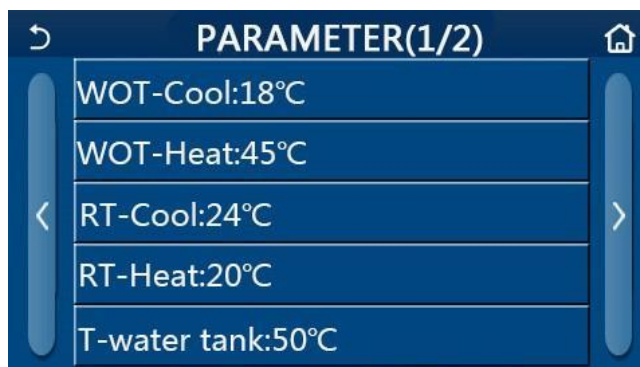 PARAMETER(1/2)
WOT-Cool:18℃
WOT-Heat:45℃
RT-Cool:24℃
RT-Heat:20℃
T-water tank:50℃